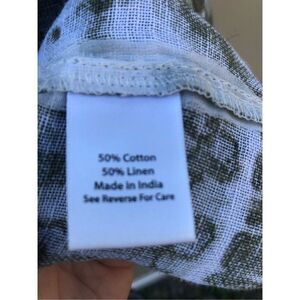 50% Cotton
50% Linen
Made in India
See Reverse For Care